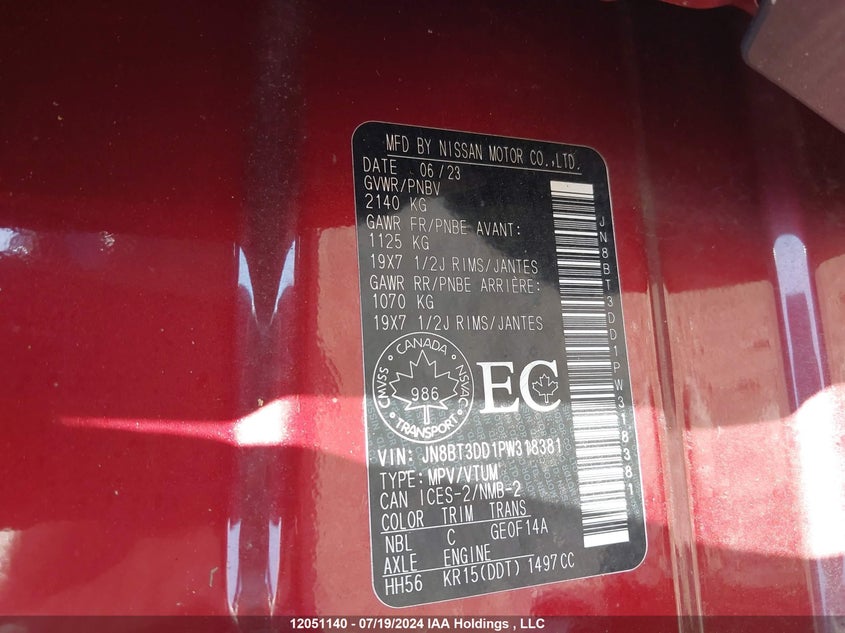 MFD BY NISSAN MOTOR CO.,LTD.
DATE 06/23
GVWR/PNBV
2140 KG
GAWR FR/PNBE AVANT:
1125 KG
19X7 1/2J RIMS/JANTES
GAWR RR/PNBE ARRIÈRE:
1070 KG
19X7 1/2J RIMS/JANTES
CANADA
CMVSS 986 NSVAC
TRANSPORT
EC
VIN: JN8BT3DD1PW318381
TYPE: MPV/VTUM
CAN ICES-2/NMB-2
COLOR TRIM TRANS
NBL C GE0F14A
AXLE ENGINE
HH56 KR15(DDT) 1497CC
JN8BT3DD1PW318381
12051140 - 07/19/2024 IAA Holdings , LLC